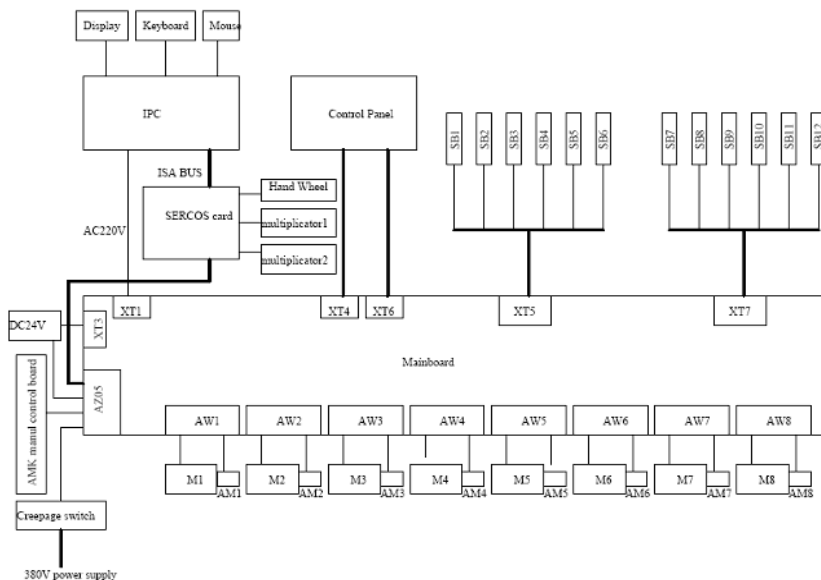 Display
Keyboard
Mouse
IPC
Control Panel
SB1
SB2
SB3
SB4
SB5
SB6
SB7
SB8
SB9
SB10
SB11
SB12
ISA BUS
Hand Wheel
SERCOS card
multiplicator1
AC220V
multiplicator2
XT1
XT4
XT6
XT5
XT7
DC24V
XT3
Mainboard
AMK manul control board
AZ05
AW1
AW2
AW3
AW4
AW5
AW6
AW7
AW8
M1
AM1
M2
AM2
M3
AM3
M4
AM4
M5
AM5
M6
AM6
M7
AM7
M8
AM8
Creepage switch
380V power supply